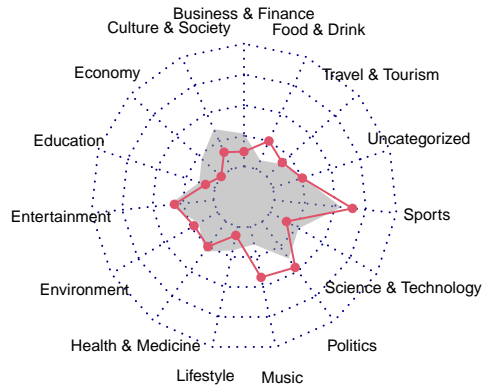 Business & Finance
Culture & Society
Food & Drink
Economy
Travel & Tourism
Education
Uncategorized
Entertainment
Sports
Environment
Science & Technology
Health & Medicine
Politics
Lifestyle
Music